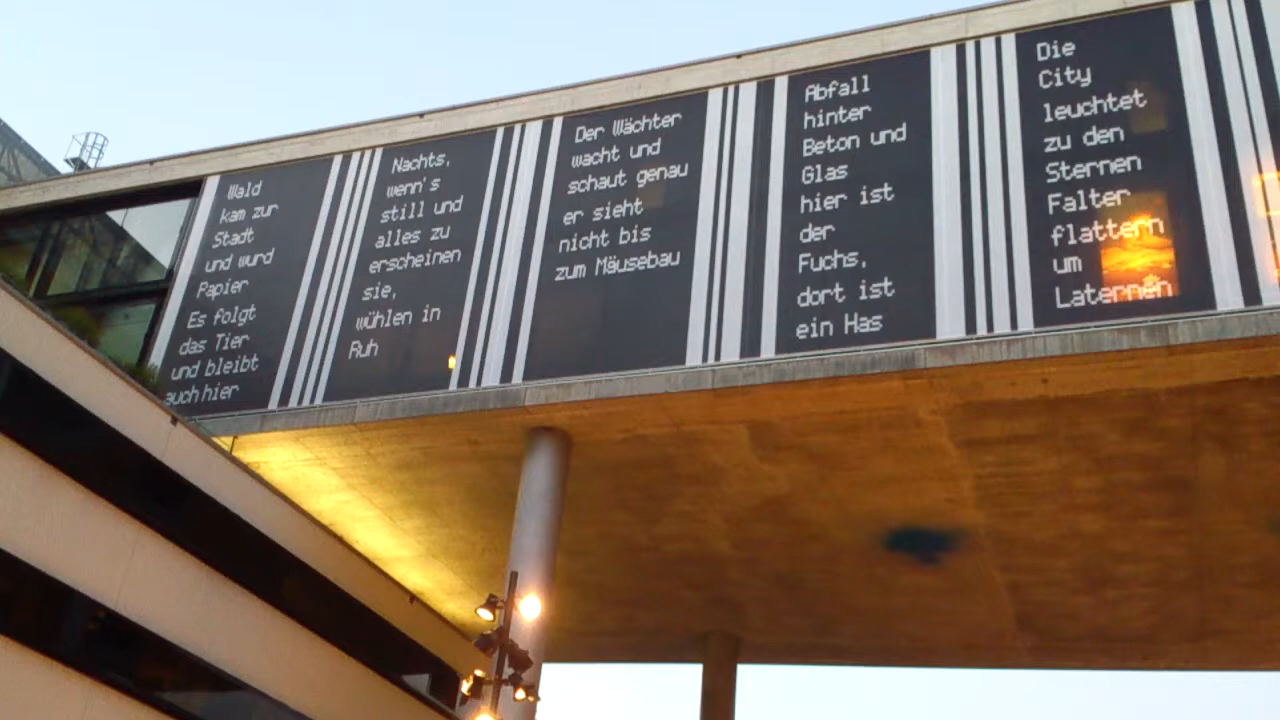 Wald
kam zur
Stadt
und wurd
Papier
Es folgt
das Tier
und bleibt
auch hier
Nachts,
wenn's
still und
alles zu
erscheinen
sie,
wühlen in
Ruh
Der Wächter
wacht und
schaut genau
er sieht
nicht bis
zum Mäusebau
Abfall
hinter
Beton und
Glas
hier ist
der
Fuchs,
dort ist
ein Has
Die
City
leuchtet
zu den
Sternen
Falter
flattern
um
Laternen